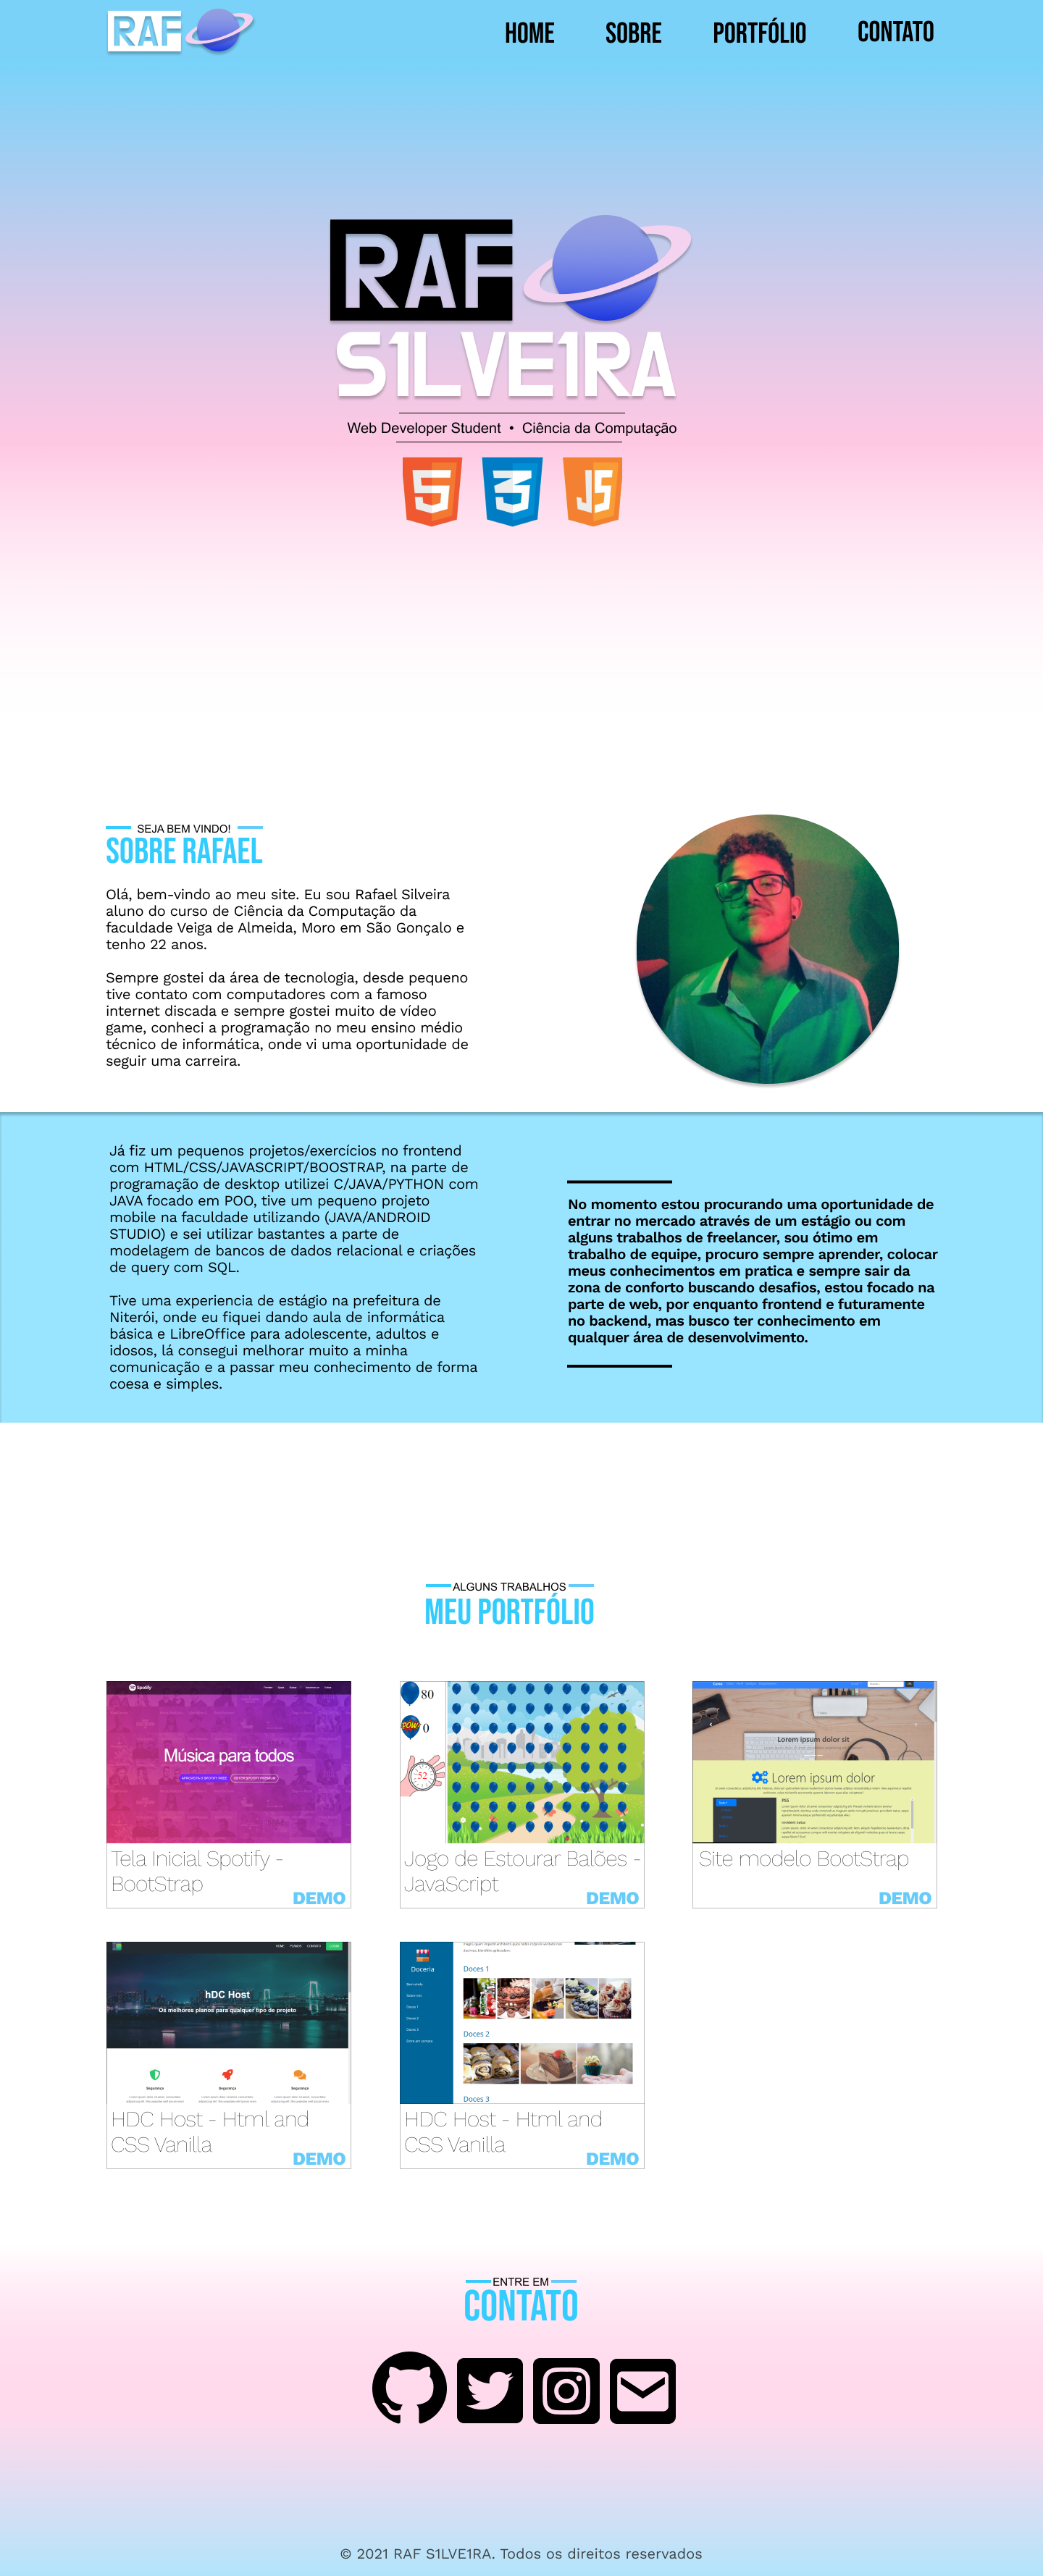 RAF
HOME SOBRE PORTFÓLIO CONTATO
RAF
S1LVE1RA
Web Developer Student • Ciência da Computação
5 3 JS
SEJA BEM VINDO!
SOBRE RAFAEL
Olá, bem-vindo ao meu site. Eu sou Rafael Silveira
aluno do curso de Ciência da Computação da
faculdade Veiga de Almeida, Moro em São Gonçalo e
tenho 22 anos.
Sempre gostei da área de tecnologia, desde pequeno
tive contato com computadores com a famoso
internet discada e sempre gostei muito de vídeo
game, conheci a programação no meu ensino médio
técnico de informática, onde vi uma oportunidade de
seguir uma carreira.
Já fiz um pequenos projetos/exercícios no frontend
com HTML/CSS/JAVASCRIPT/BOOSTRAP, na parte de
programação de desktop utilizei C/JAVA/PYTHON com
JAVA focado em POO, tive um pequeno projeto
mobile na faculdade utilizando (JAVA/ANDROID
STUDIO) e sei utilizar bastantes a parte de
modelagem de bancos de dados relacional e criações
de query com SQL.
Tive uma experiencia de estágio na prefeitura de
Niterói, onde eu fiquei dando aula de informática
básica e LibreOffice para adolescente, adultos e
idosos, lá consegui melhorar muito a minha
comunicação e a passar meu conhecimento de forma
coesa e simples.
No momento estou procurando uma oportunidade de
entrar no mercado através de um estágio ou com
alguns trabalhos de freelancer, sou ótimo em
trabalho de equipe, procuro sempre aprender, colocar
meus conhecimentos em pratica e sempre sair da
zona de conforto buscando desafios, estou focado na
parte de web, por enquanto frontend e futuramente
no backend, mas busco ter conhecimento em
qualquer área de desenvolvimento.
ALGUNS TRABALHOS
MEU PORTFÓLIO
Spotify
Música para todos
Tela Inicial Spotify -
BootStrap
DEMO
80
POW 0
52
Jogo de Estourar Balões -
JavaScript
DEMO
Lorem ipsum dolor sit
Lorem ipsum dolor
Site modelo BootStrap
DEMO
hDC Host
Os melhores planos para qualquer tipo de projeto
Segurança Segurança Segurança
HDC Host - Html and
CSS Vanilla
DEMO
Doceria
Doces 1
Doces 2
Doces 3
HDC Host - Html and
CSS Vanilla
DEMO
ENTRE EM
CONTATO
© 2021 RAF S1LVE1RA. Todos os direitos reservados